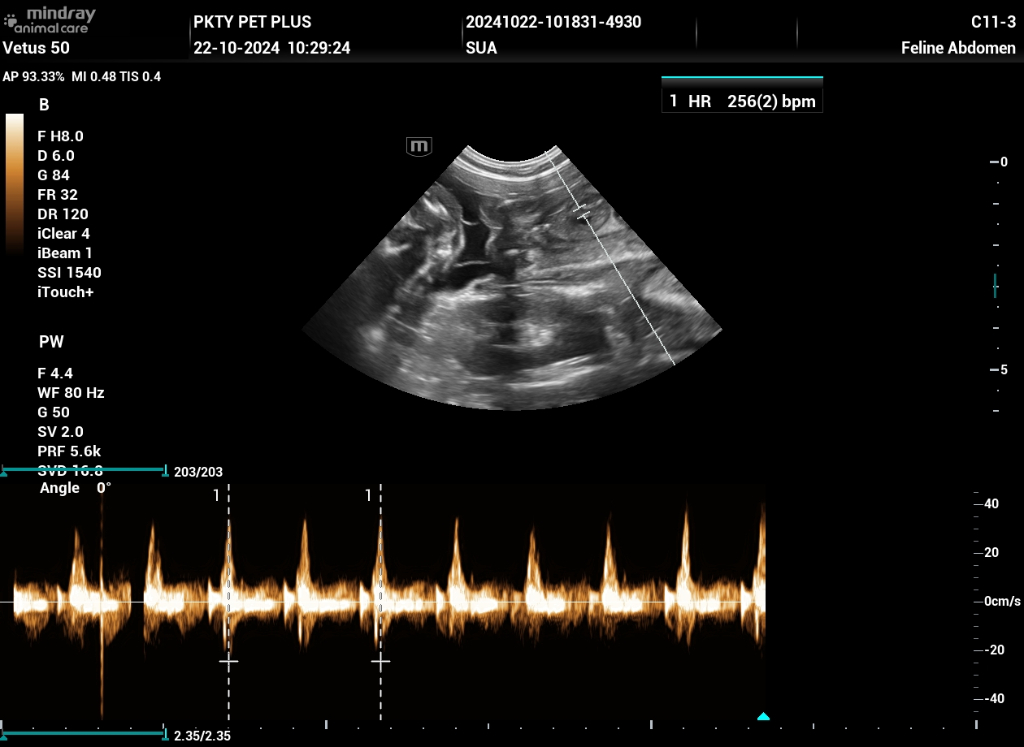 mindray
animal care
Vetus 50
PKTY PET PLUS
22-10-2024 10:29:24
20241022-101831-4930
SUA
C11-3
Feline Abdomen
AP 93.33% MI 0.48 TIS 0.4
B
F H8.0
D 6.0
G 84
FR 32
DR 120
iClear 4
iBeam 1
SSI 1540
iTouch+
1 HR 256(2) bpm
m
0
5
PW
F 4.4
WF 80 Hz
G 50
SV 2.0
PRF 5.6k
SVD 16.8
Angle 0°
203/203
1
1
40
20
0cm/s
-20
-40
2.35/2.35